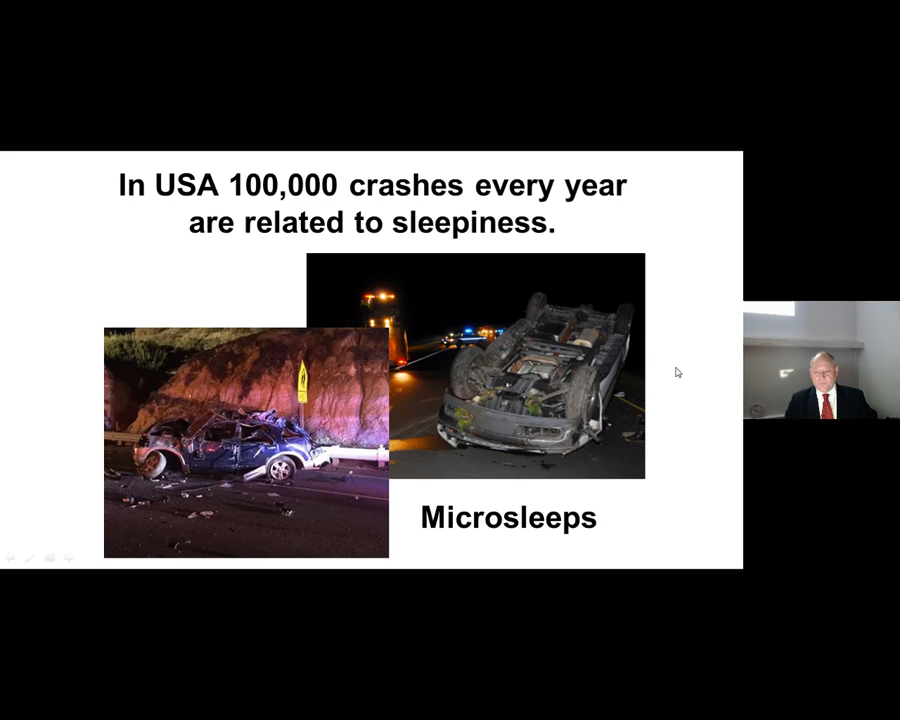 In USA 100,000 crashes every year
are related to sleepiness.
Microsleeps